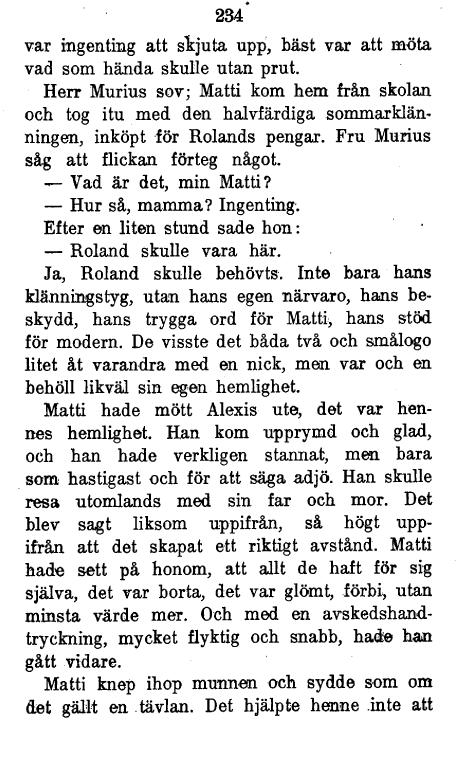 234
var ingenting att skjuta upp, bäst var att möta
vad som hända skulle utan prut.
Herr Murius sov; Matti kom hem från skolan
och tog itu med den halvfärdiga sommarklän-
ningen, inköpt för Rolands pengar. Fru Murius
såg att flickan förteg något.
— Vad är det, min Matti?
— Hur så, mamma? Ingenting.
Efter en liten stund sade hon:
— Roland skulle vara här.
Ja, Roland skulle behövts. Inte bara hans
klänningstyg, utan hans egen närvaro, hans be-
skydd, hans trygga ord för Matti, hans stöd
för modern. De visste det båda två och smålogo
litet åt varandra med en nick, men var och en
behöll likväl sin egen hemlighet.
Matti hade mött Alexis ute, det var hen-
nes hemlighet. Han kom upprymd och glad,
och han hade verkligen stannat, men bara
som hastigast och för att säga adjö. Han skulle
resa utomlands med sin far och mor. Det
blev sagt liksom uppifrån, så högt upp-
ifrån att det skapat ett riktigt avstånd. Matti
hade sett på honom, att allt de haft för sig
själva, det var borta, det var glömt, förbi, utan
minsta värde mer. Och med en avskedshand-
tryckning, mycket flyktig och snabb, hade han
gått vidare.
Matti knep ihop munnen och sydde som om
det gällt en tävlan. Det hjälpte henne inte att